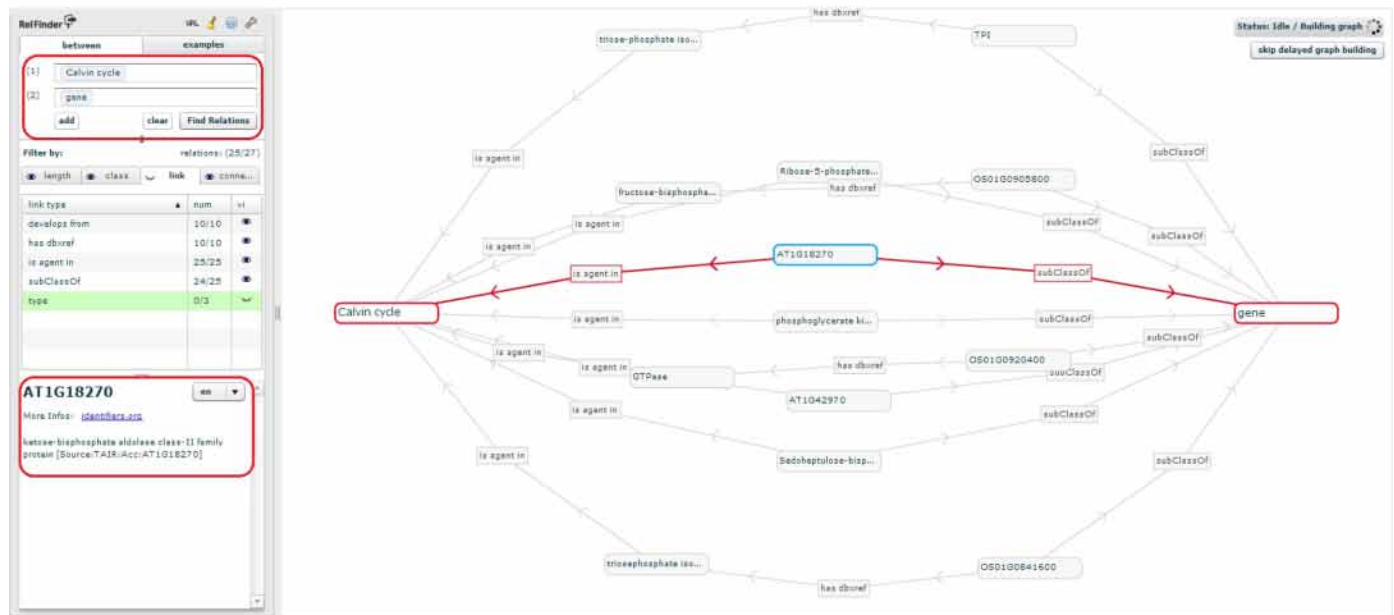 RelFinder
URL
between examples
(1) Calvin cycle
(2) gene
add clear Find Relations
Filter by: relations: (25/27)
length class link conne...
link type num vi
develops from 10/10
has dbxref 10/10
is agent in 25/25
subClassOf 24/25
type 0/3
AT1G18270 en
More Infos: identifiers.org
ketose-bisphosphate aldolase class-II family
protein [Source:TAIR;Acc:AT1G18270]
has dbxref
triose-phosphate iso...
TPI
Status: Idle / Building graph
skip delayed graph building
is agent in
subClassOf
Ribose-5-phosphate...
OS01G0905800
fructose-bisphospha...
has dbxref
is agent in
subClassOf
subClassOf
is agent in
AT1G18270
is agent in
subClassOf
Calvin cycle
gene
is agent in
phosphoglycerate ki...
subClassOf
subClassOf
is agent in
OS01G0920400
has dbxref
is agent in
GTPase
subClassOf
AT1G42970
is agent in
subClassOf
is agent in
Sedoheptulose-bisp...
subClassOf
triosephosphate iso...
OS01G0841600
has dbxref